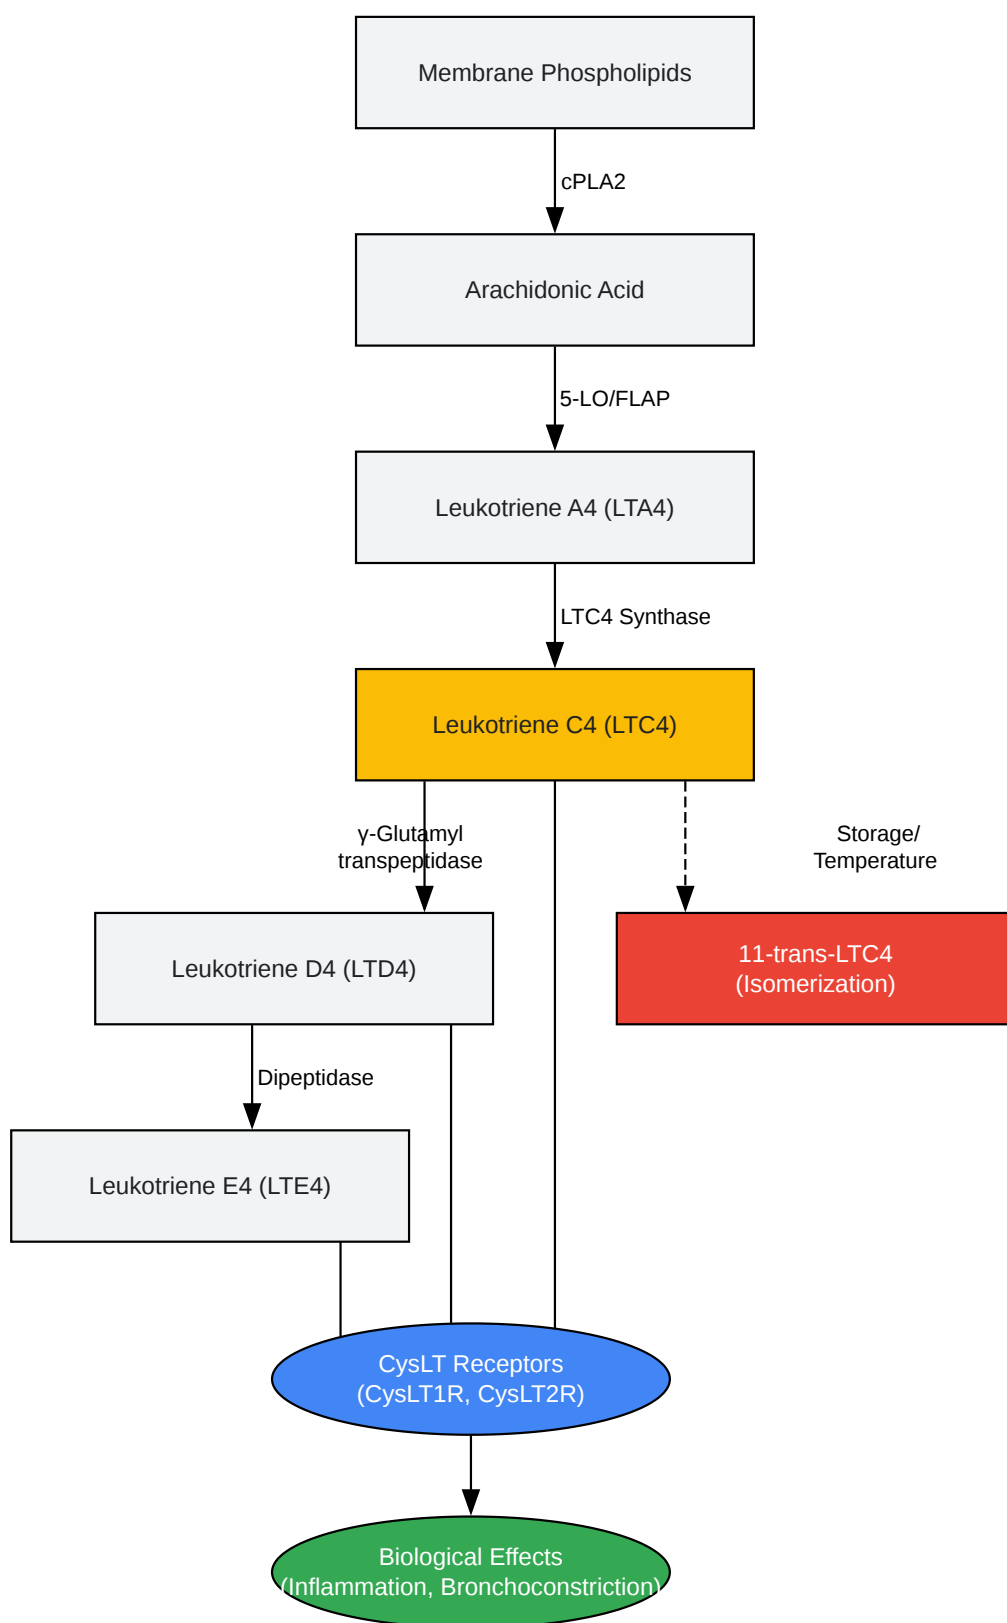 Membrane Phospholipids
cPLA2
Arachidonic Acid
5-LO/FLAP
Leukotriene A4 (LTA4)
LTC4 Synthase
Leukotriene C4 (LTC4)
γ-Glutamyl
transpeptidase
Storage/
Temperature
Leukotriene D4 (LTD4)
11-trans-LTC4
(Isomerization)
Dipeptidase
Leukotriene E4 (LTE4)
CysLT Receptors
(CysLT1R, CysLT2R)
Biological Effects
(Inflammation, Bronchoconstriction)